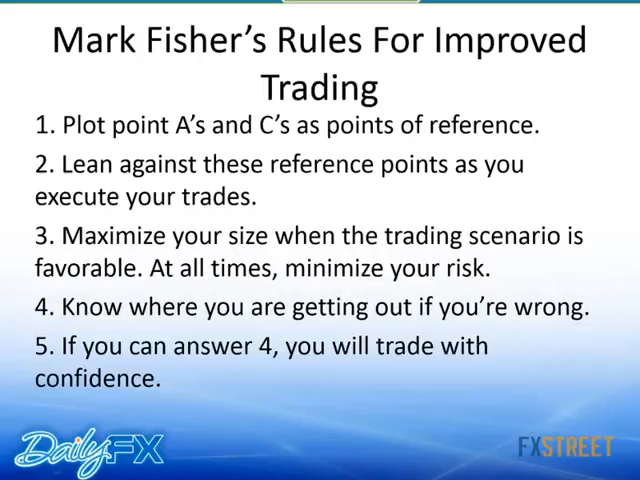 Mark Fisher’s Rules For Improved
Trading
1. Plot point A’s and C’s as points of reference.
2. Lean against these reference points as you
execute your trades.
3. Maximize your size when the trading scenario is
favorable. At all times, minimize your risk.
4. Know where you are getting out if you’re wrong.
5. If you can answer 4, you will trade with
confidence.
DailyFX
FXSTREET